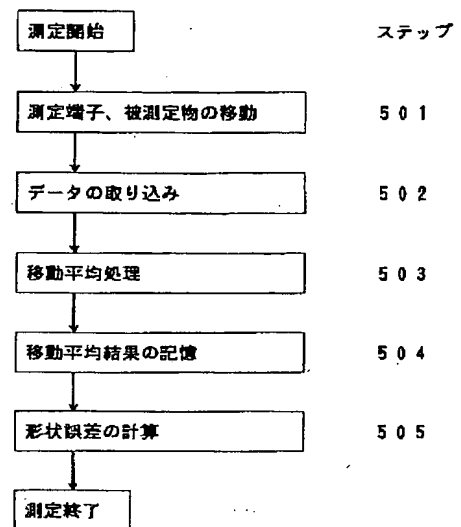 測定開始 ステップ
測定端子、被測定物の移動 501
データの取り込み 502
移動平均処理 503
移動平均結果の記憶 504
形状誤差の計算 505
測定終了